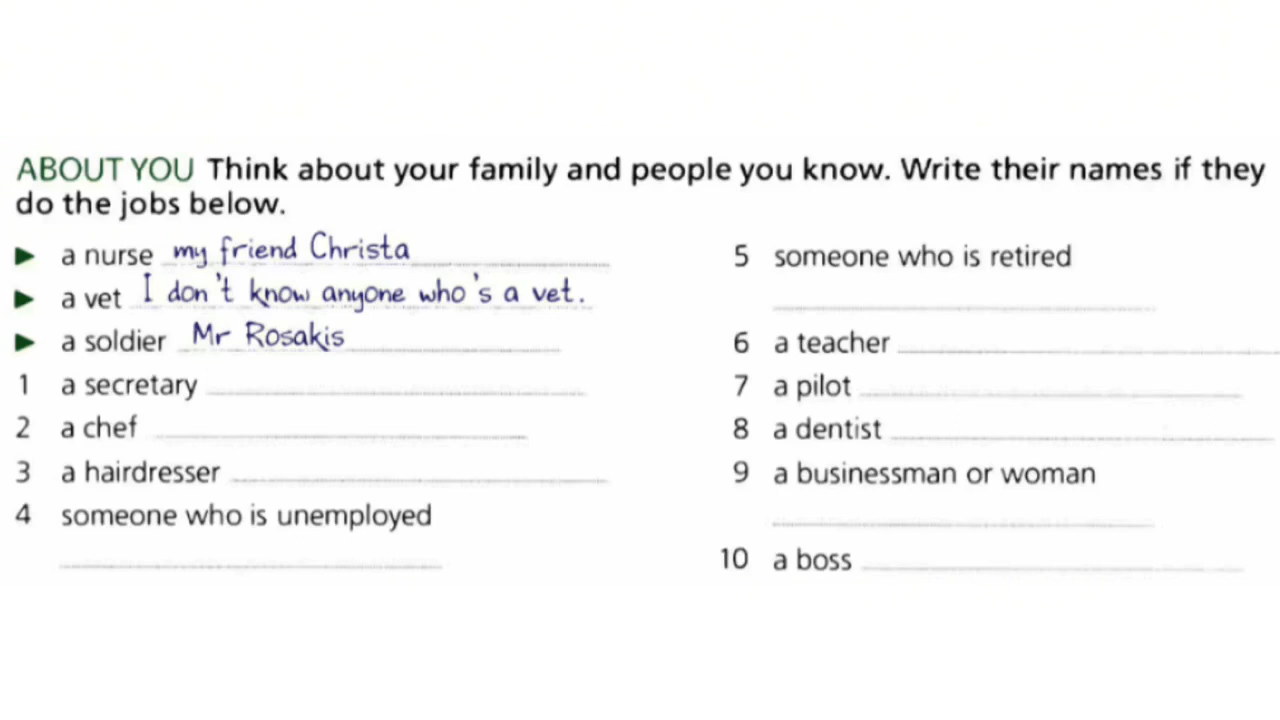 ABOUT YOU Think about your family and people you know. Write their names if they
do the jobs below.
▶ a nurse my friend Christa
▶ a vet I don't know anyone who's a vet.
▶ a soldier Mr Rosakis
1 a secretary
2 a chef
3 a hairdresser
4 someone who is unemployed
5 someone who is retired
6 a teacher
7 a pilot
8 a dentist
9 a businessman or woman
10 a boss